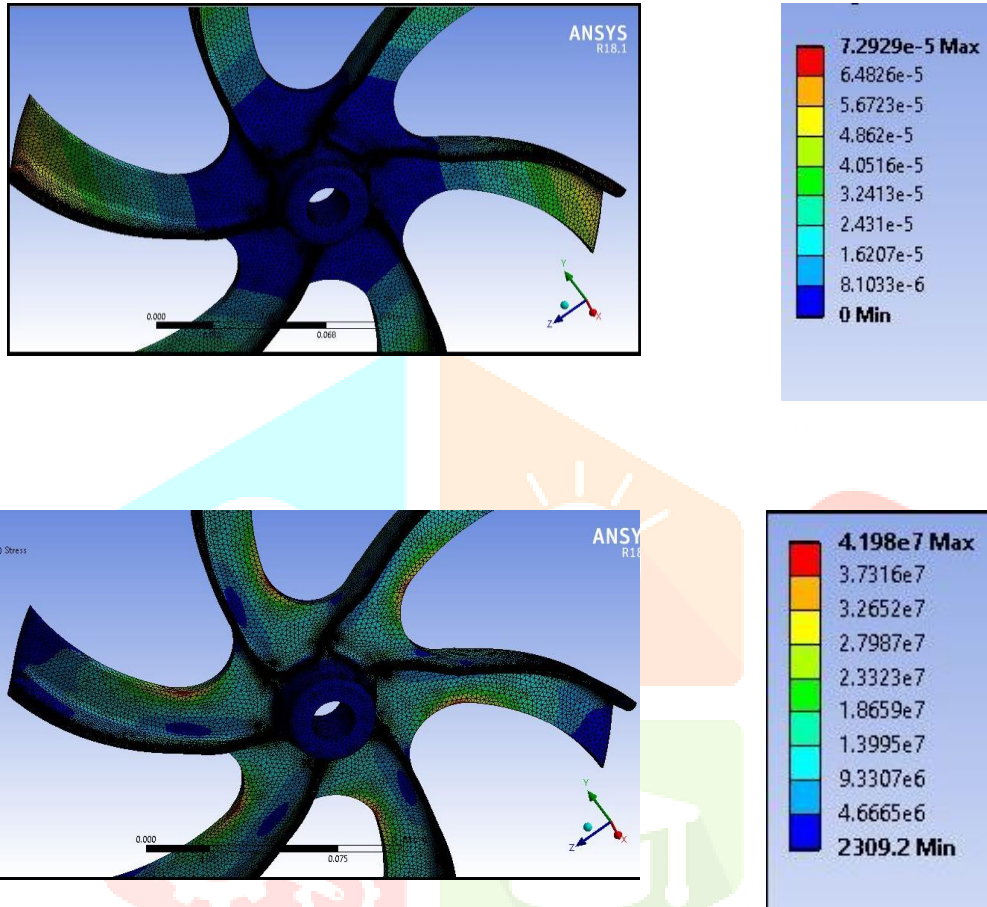 ANSYS
R18.1
Y
Z
X
0.000
0.068
7.2929e-5 Max
6.4826e-5
5.6723e-5
4.862e-5
4.0516e-5
3.2413e-5
2.431e-5
1.6207e-5
8.1033e-6
0 Min
) Stress
ANSY
R18
Y
Z
X
0.000
0.075
4.198e7 Max
3.7316e7
3.2652e7
2.7987e7
2.3323e7
1.8659e7
1.3995e7
9.3307e6
4.6665e6
2309.2 Min